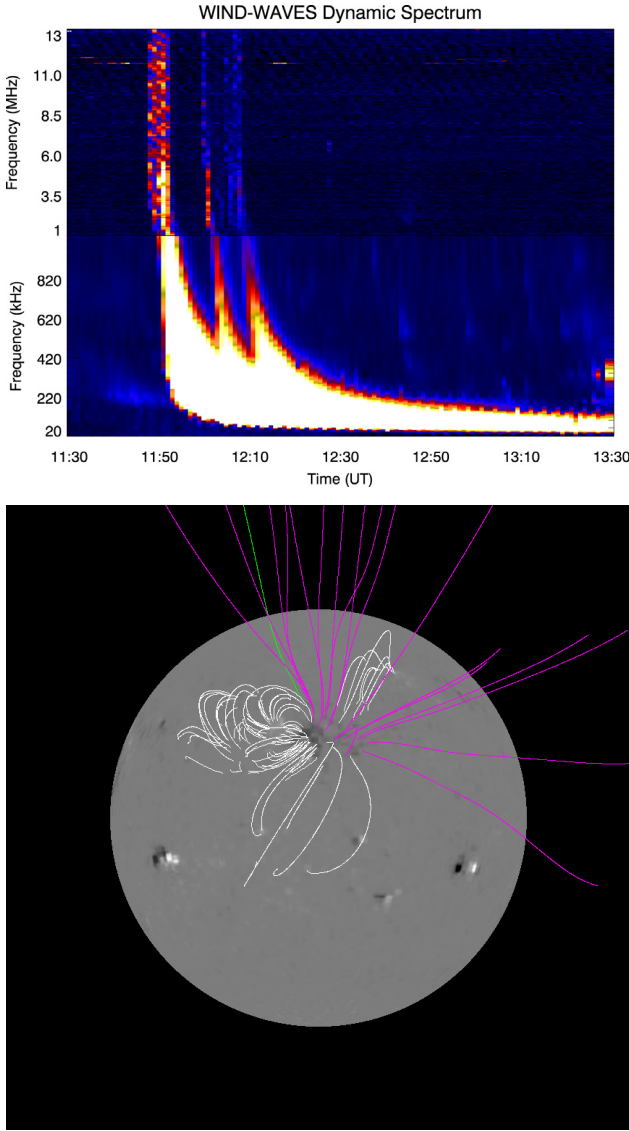 WIND-WAVES Dynamic Spectrum
Frequency (MHz)
13
11.0
8.5
6.0
3.5
1
Frequency (kHz)
820
620
420
220
20
11:30 11:50 12:10 12:30 12:50 13:10 13:30
Time (UT)